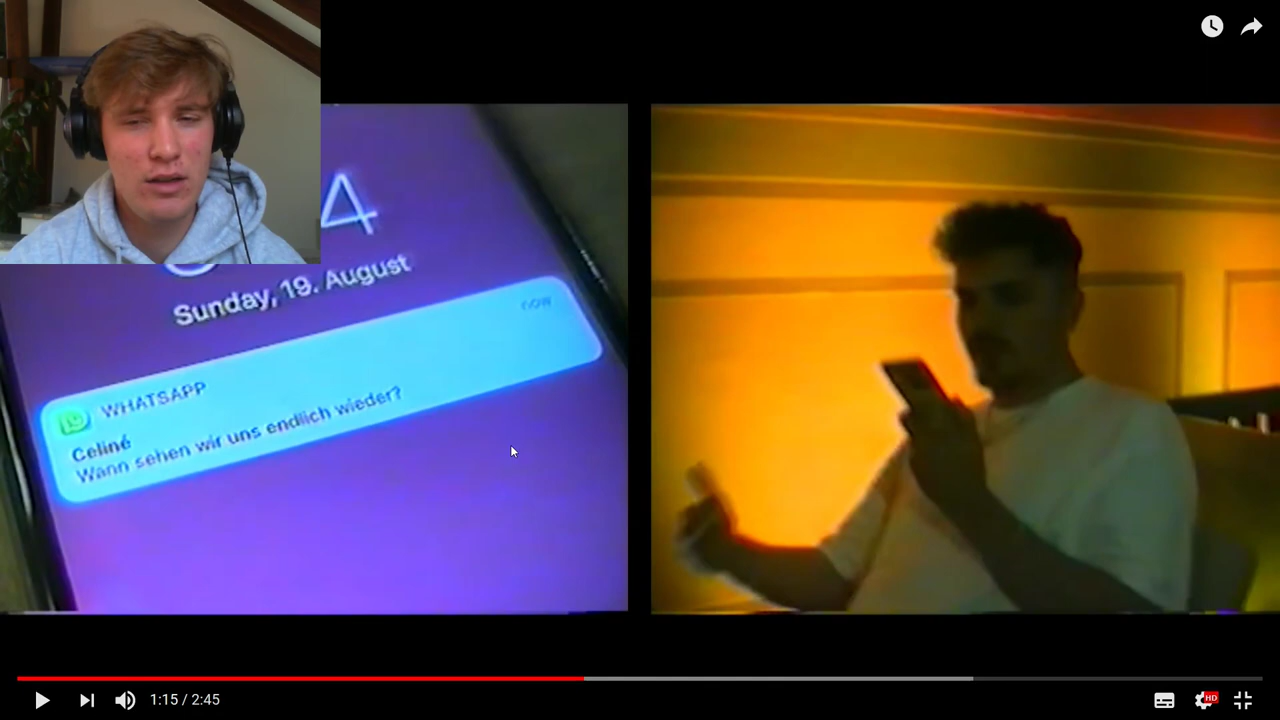 4
Sunday, 19. August
now
WHATSAPP
Celiné
Wann sehen wir uns endlich wieder?
1:15 / 2:45
HD